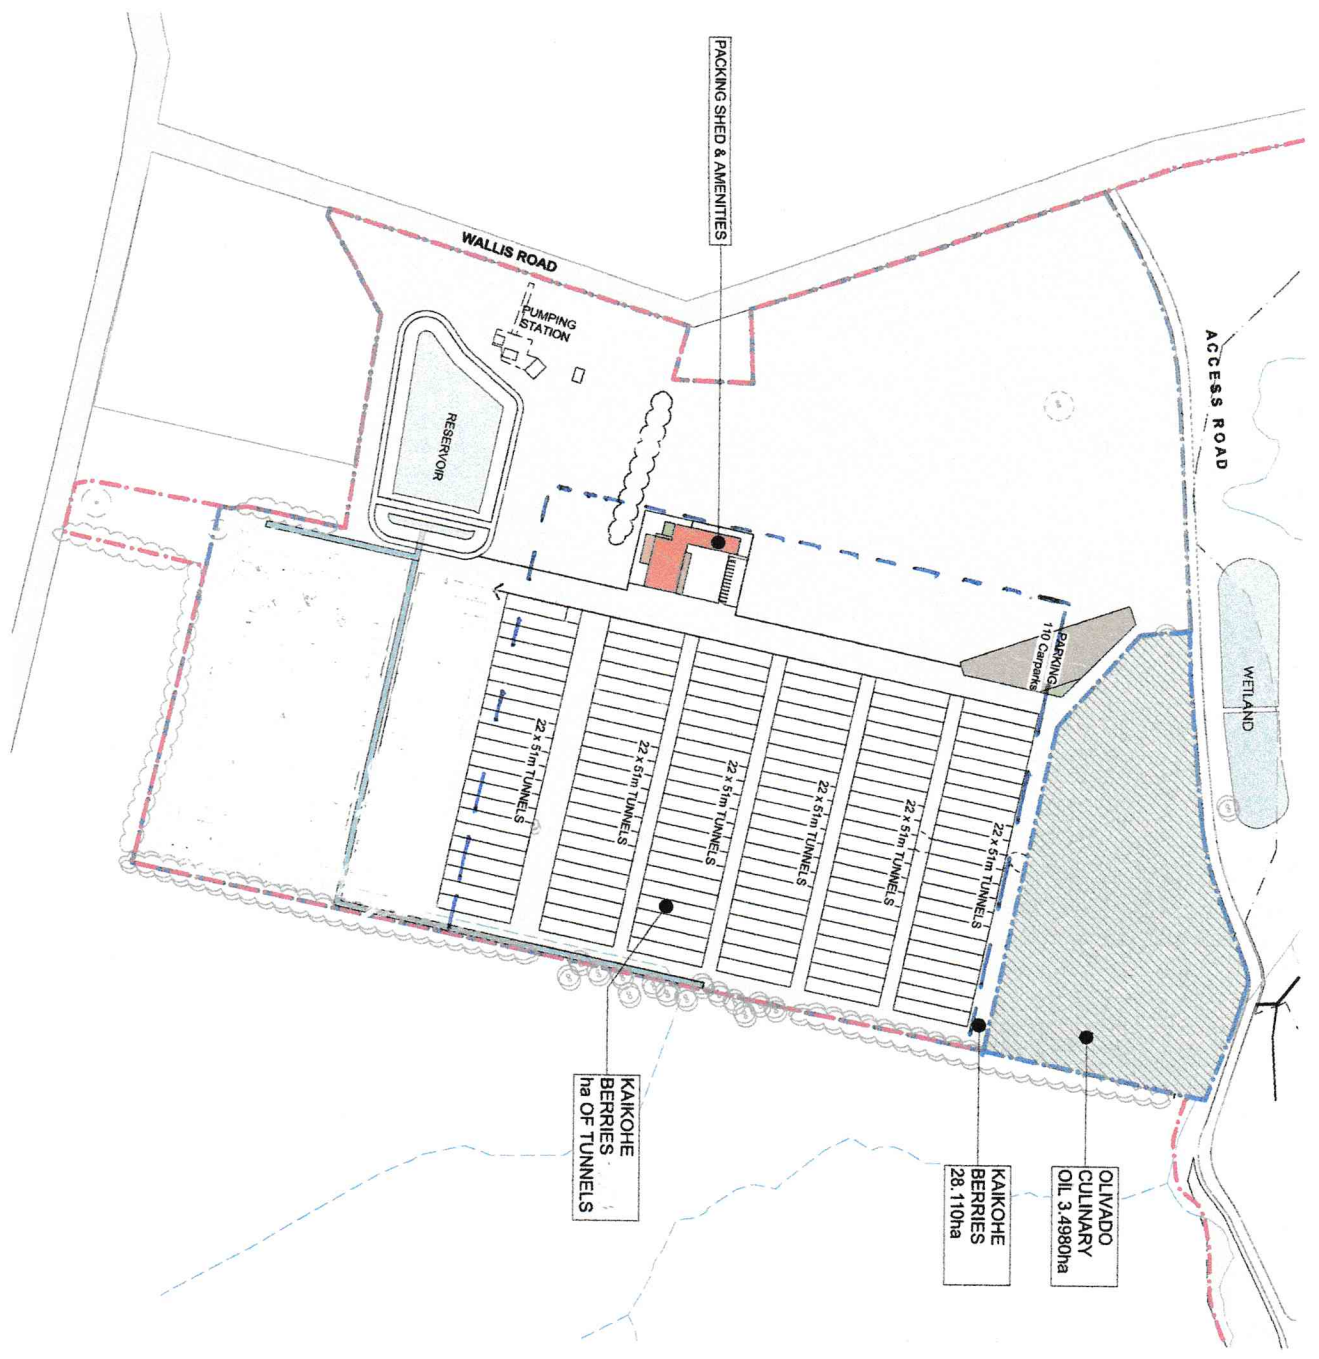 PACKING SHED & AMENITIES
WALLIS ROAD
PUMPING
STATION
RESERVOIR
ACCESS ROAD
WETLAND
PARKING
110 Carparks
22 x 51m TUNNELS
22 x 51m TUNNELS
22 x 51m TUNNELS
22 x 51m TUNNELS
22 x 51m TUNNELS
22 x 51m TUNNELS
KAIKOHE
BERRIES
ha OF TUNNELS
KAIKOHE
BERRIES
28.110ha
OLIVADO
CULINARY
OIL 3.4980ha